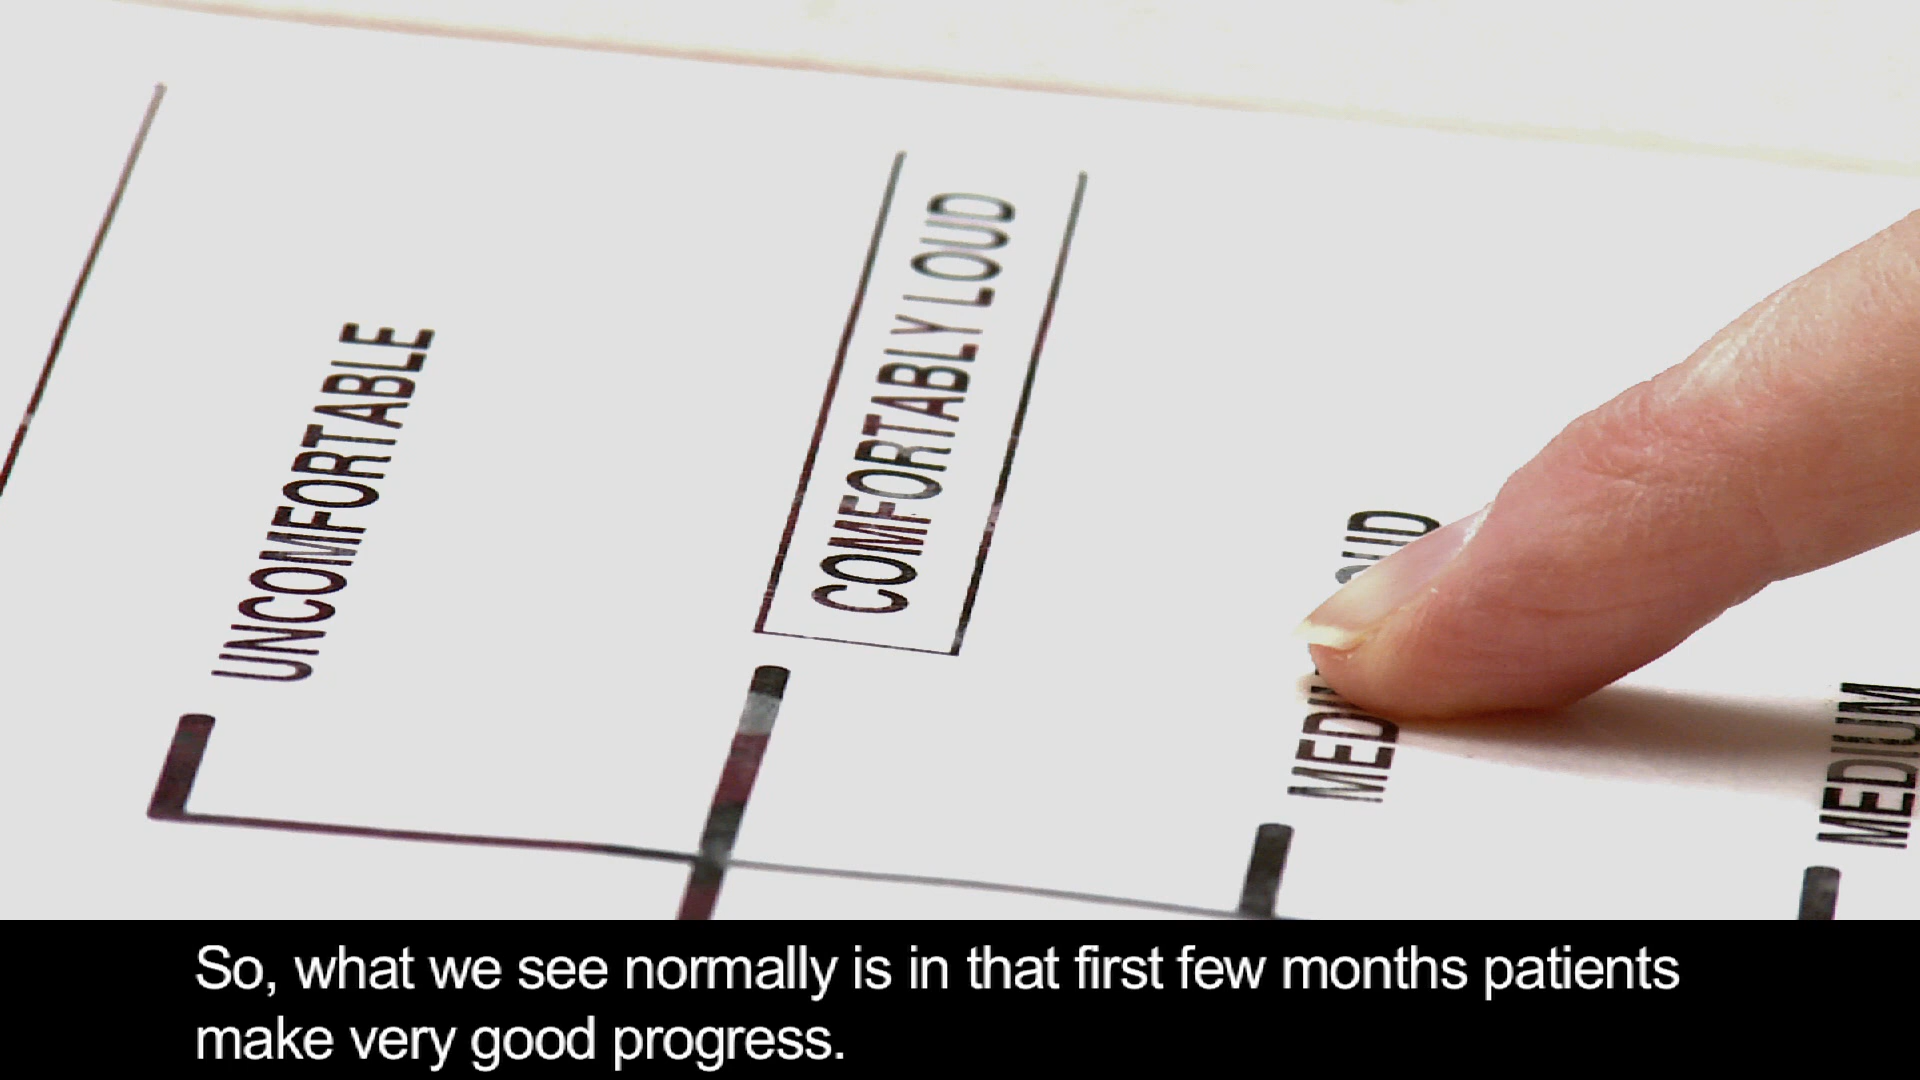 UNCOMFORTABLE
COMFORTABLY LOUD
MEDIUM
So, what we see normally is in that first few months patients
make very good progress.